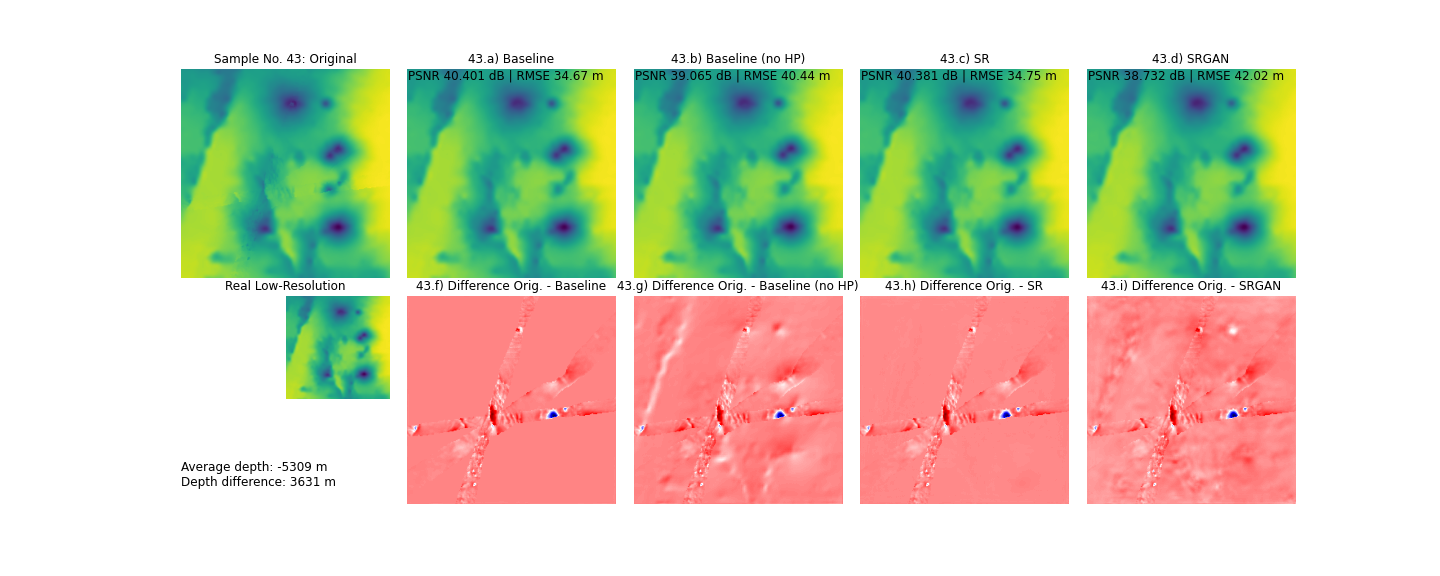 Sample No. 43: Original
43.a) Baseline
43.b) Baseline (no HP)
43.c) SR
43.d) SRGAN
PSNR 40.401 dB | RMSE 34.67 m
PSNR 39.065 dB | RMSE 40.44 m
PSNR 40.381 dB | RMSE 34.75 m
PSNR 38.732 dB | RMSE 42.02 m
Real Low-Resolution
43.f) Difference Orig. - Baseline
43.g) Difference Orig. - Baseline (no HP)
43.h) Difference Orig. - SR
43.i) Difference Orig. - SRGAN
Average depth: -5309 m
Depth difference: 3631 m